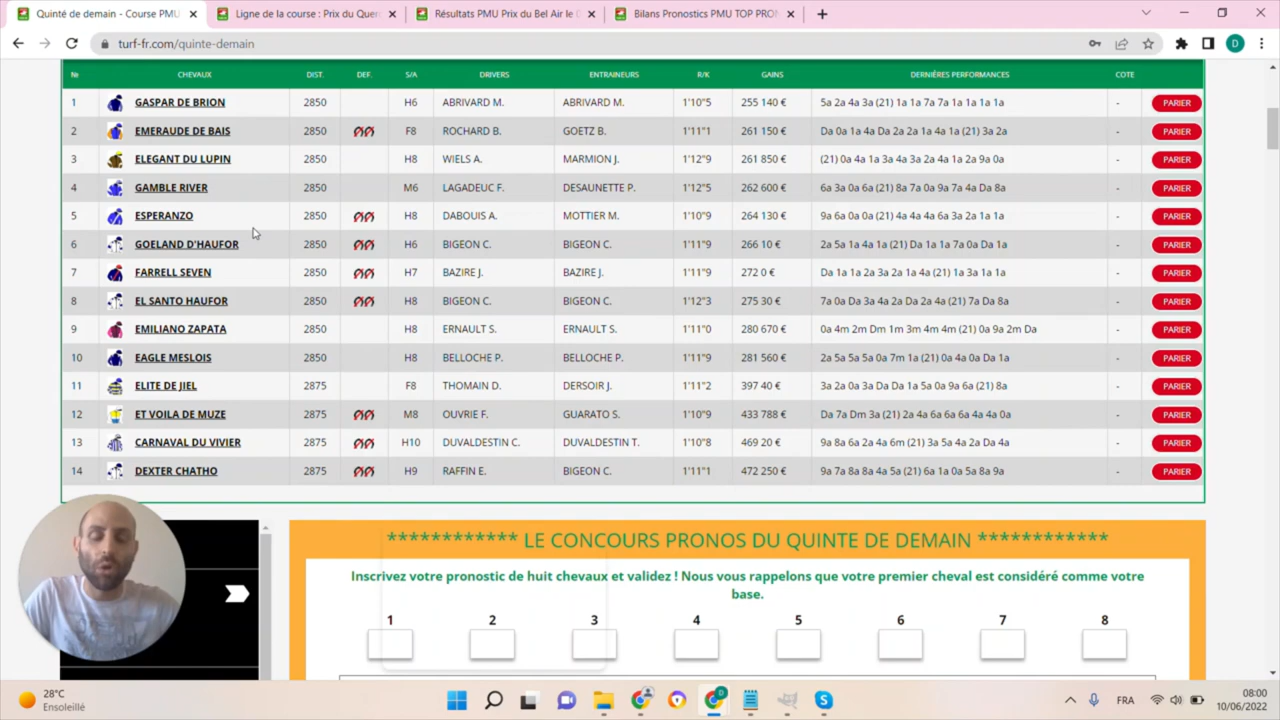 Quinté de demain - Course PMU
Ligne de la course : Prix du Quer
Résultats PMU Prix du Bel Air le
Bilans Pronostics PMU TOP PRON
turf-fr.com/quinte-demain
D
№ CHEVAUX DIST. DEF. S/A DRIVERS ENTRAINEURS R/K GAINS DERNIÈRES PERFORMANCES COTE
1 GASPAR DE BRION 2850 H6 ABRIVARD M. ABRIVARD M. 1'10"5 255 140 € 5a 2a 4a 3a (21) 1a 1a 7a 7a 1a 1a 1a 1a - PARIER
2 EMERAUDE DE BAIS 2850 F8 ROCHARD B. GOETZ B. 1'11"1 261 150 € Da 0a 1a 4a Da 2a 2a 1a 4a 1a (21) 3a 2a - PARIER
3 ELEGANT DU LUPIN 2850 H8 WIELS A. MARMION J. 1'12"9 261 850 € (21) 0a 4a 1a 3a 4a 3a 2a 4a 1a 2a 9a 0a - PARIER
4 GAMBLE RIVER 2850 M6 LAGADEUC F. DESAUNETTE P. 1'12"5 262 600 € 6a 3a 0a 6a (21) 8a 7a 0a 9a 7a 4a Da 8a - PARIER
5 ESPERANZO 2850 H8 DABOUIS A. MOTTIER M. 1'10"9 264 130 € 9a 6a 0a 0a (21) 4a 4a 4a 6a 3a 2a 1a 1a - PARIER
6 GOELAND D'HAUFOR 2850 H6 BIGEON C. BIGEON C. 1'11"9 266 10 € 2a 5a 1a 4a 1a (21) Da 1a 1a 7a 0a Da 1a - PARIER
7 FARRELL SEVEN 2850 H7 BAZIRE J. BAZIRE J. 1'11"9 272 0 € Da 1a 1a 2a 3a 2a 1a 4a (21) 1a 3a 1a 1a - PARIER
8 EL SANTO HAUFOR 2850 H8 BIGEON C. BIGEON C. 1'12"3 275 30 € 7a 0a Da 3a 4a 2a Da 2a 4a (21) 7a Da 8a - PARIER
9 EMILIANO ZAPATA 2850 H8 ERNAULT S. ERNAULT S. 1'11"0 280 670 € 0a 4m 2m Dm 1m 3m 4m 4m (21) 0a 9a 2m Da - PARIER
10 EAGLE MESLOIS 2850 H8 BELLOCHE P. BELLOCHE P. 1'11"9 281 560 € 2a 5a 5a 5a 0a 7m 1a (21) 0a 4a 0a Da 1a - PARIER
11 ELITE DE JIEL 2875 F8 THOMAIN D. DERSOIR J. 1'11"2 397 40 € 3a 2a 0a 3a Da Da 1a 5a 0a 9a 6a (21) 8a - PARIER
12 ET VOILA DE MUZE 2875 M8 OUVRIE F. GUARATO S. 1'10"9 433 788 € Da 7a Dm 3a (21) 2a 4a 6a 6a 6a 4a 4a 0a - PARIER
13 CARNAVAL DU VIVIER 2875 H10 DUVALDESTIN C. DUVALDESTIN T. 1'10"8 469 20 € 9a 8a 6a 2a 4a 6m (21) 3a 5a 4a 2a Da 4a - PARIER
14 DEXTER CHATHO 2875 H9 RAFFIN E. BIGEON C. 1'11"1 472 250 € 9a 7a 8a 8a 4a 5a (21) 6a 1a 0a 5a 8a 9a - PARIER
************ LE CONCOURS PRONOS DU QUINTE DE DEMAIN ************
Inscrivez votre pronostic de huit chevaux et validez ! Nous vous rappelons que votre premier cheval est considéré comme votre
base.
1 2 3 4 5 6 7 8
28°C
Ensoleillé
FRA
08:00
10/06/2022